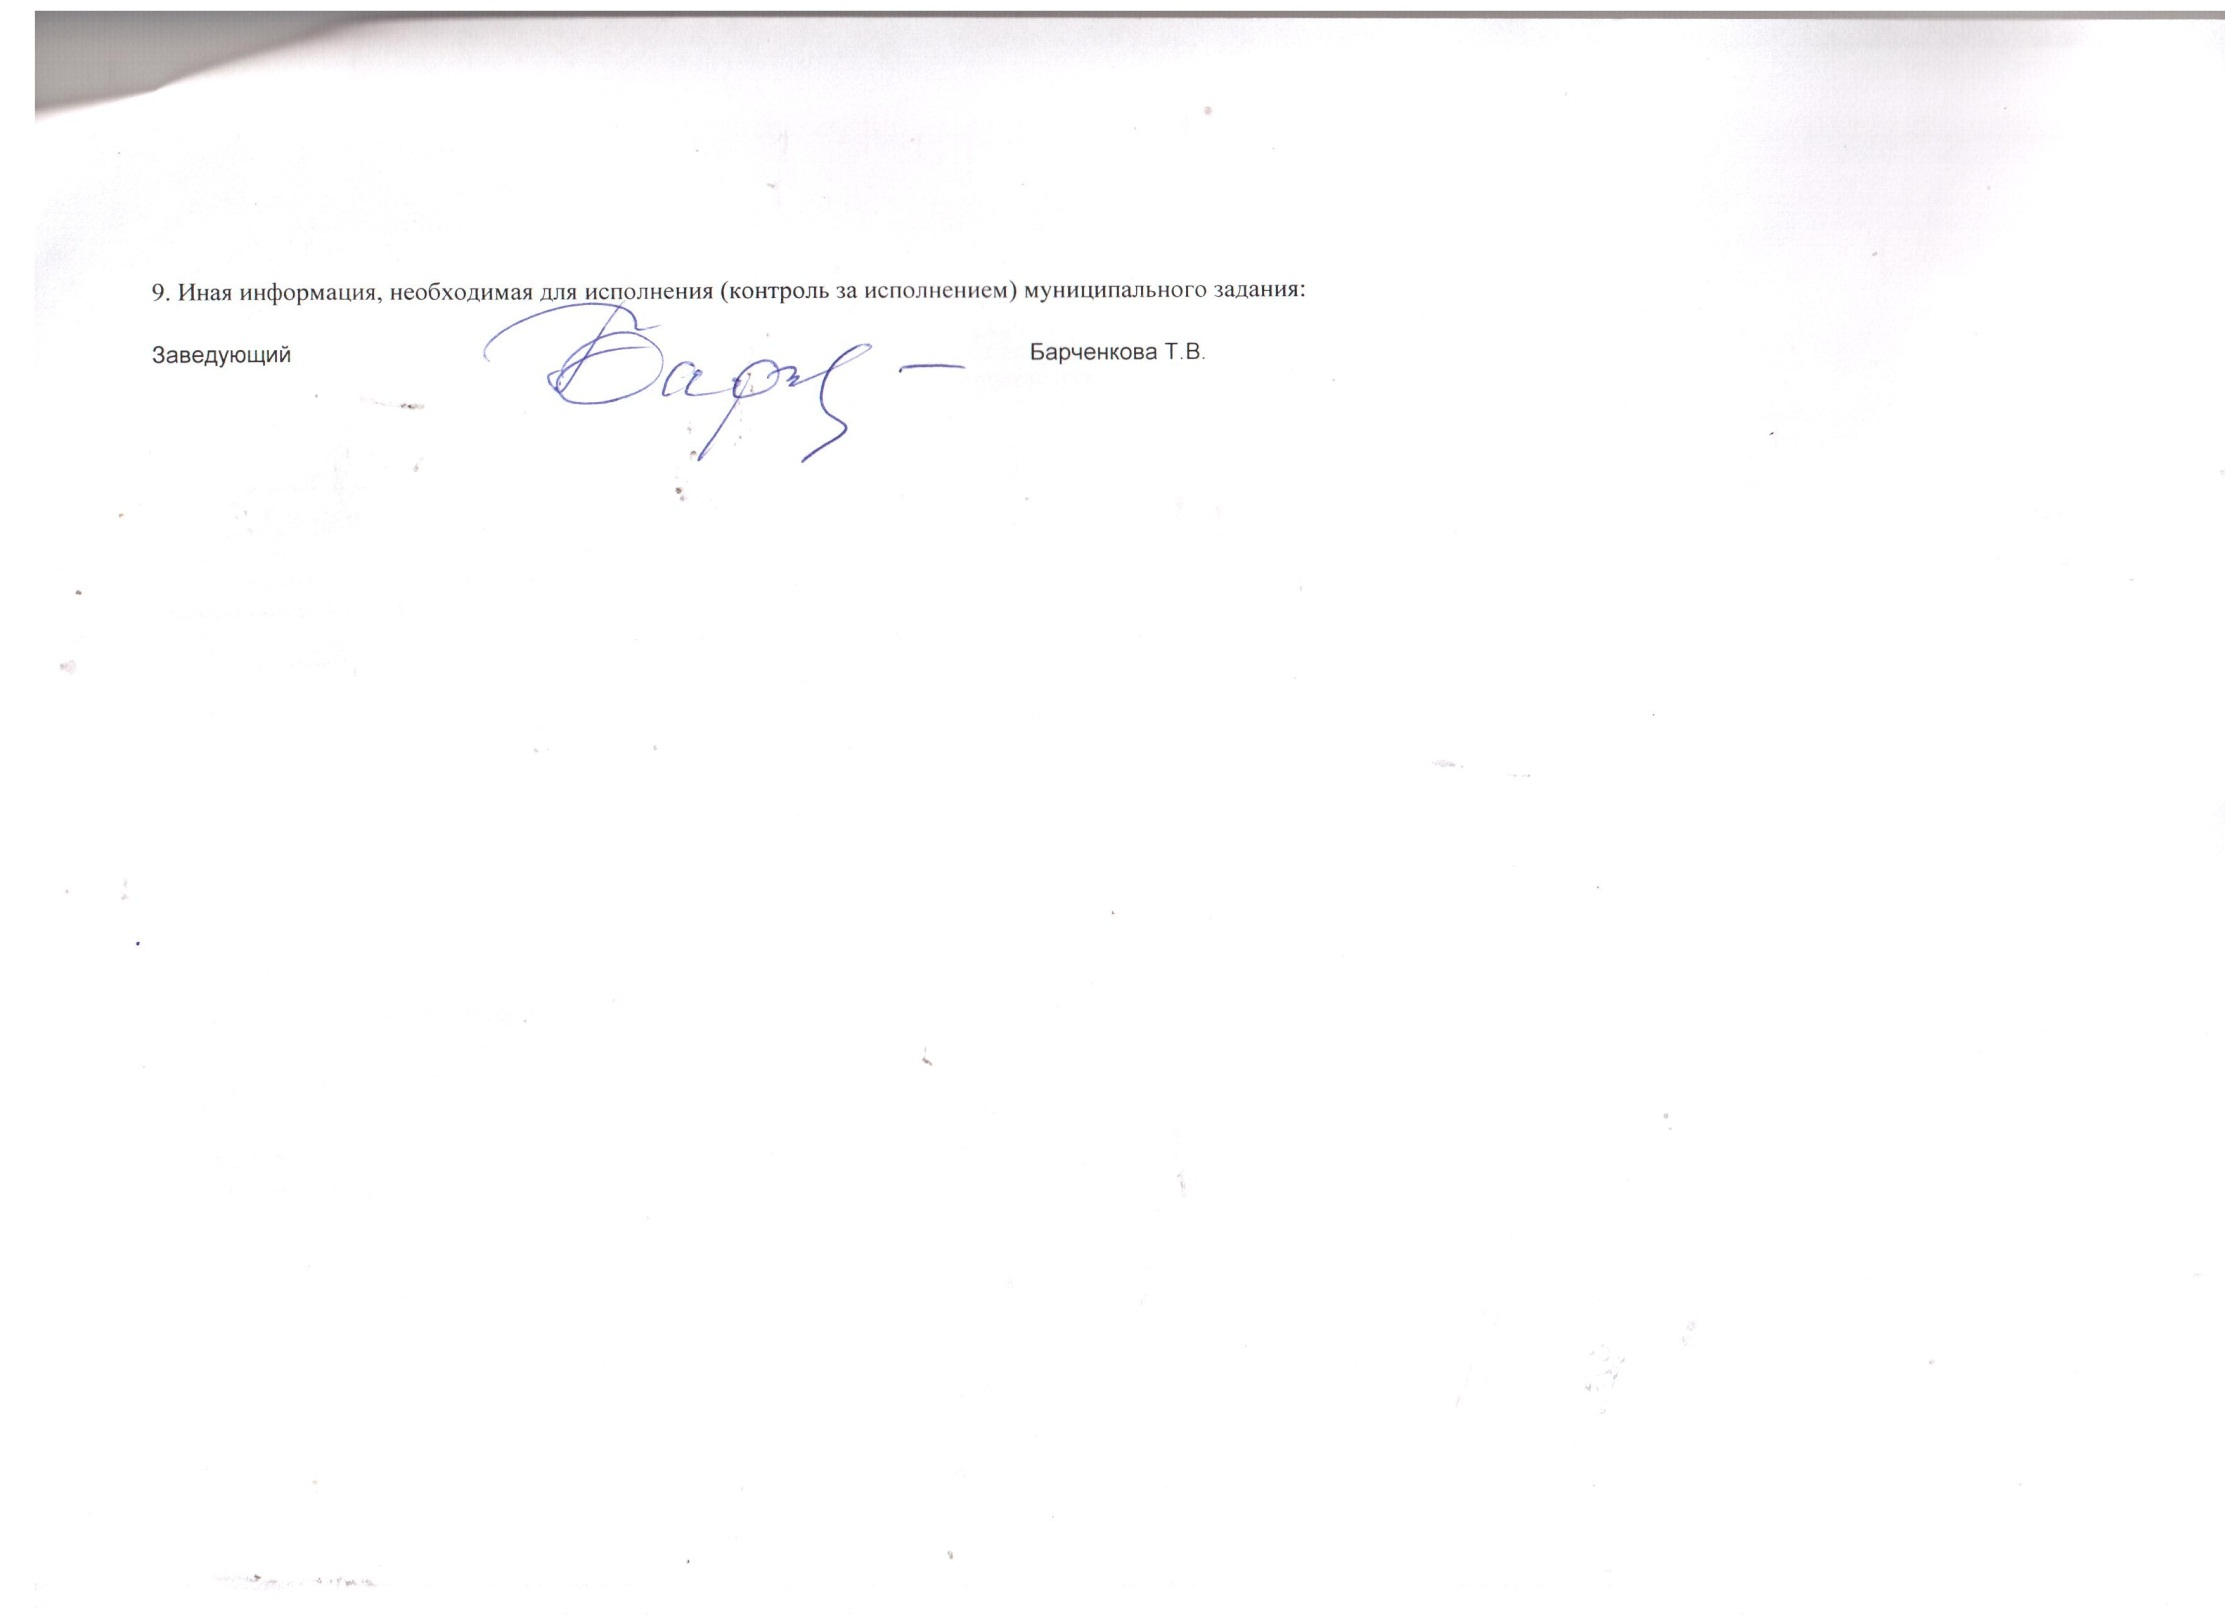 9. Иная информация, необходимая для исполнения (контроль за исполнением) муниципального задания:
Заведующий Барченкова Т.В.